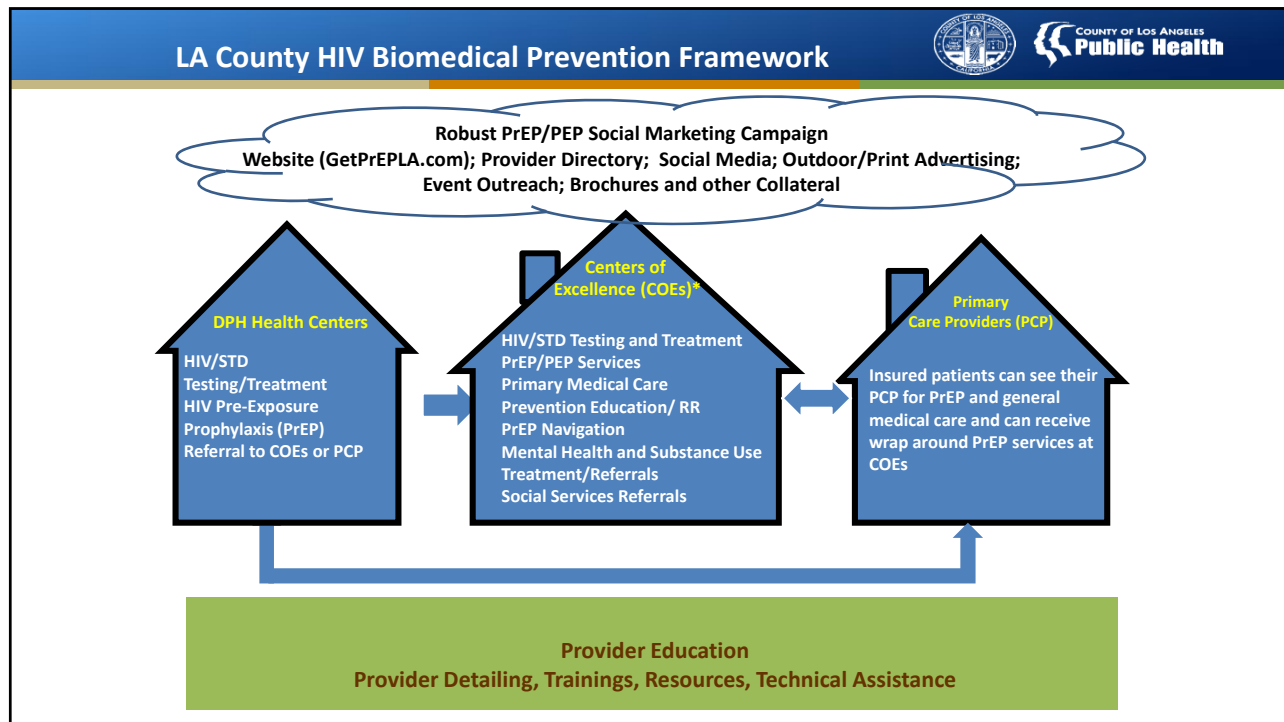 LA County HIV Biomedical Prevention Framework
COUNTY OF LOS ANGELES
Public Health
Robust PrEP/PEP Social Marketing Campaign
Website (GetPrEPLA.com); Provider Directory; Social Media; Outdoor/Print Advertising;
Event Outreach; Brochures and other Collateral
DPH Health Centers
HIV/STD
Testing/Treatment
HIV Pre-Exposure
Prophylaxis (PrEP)
Referral to COEs or PCP
Centers of
Excellence (COEs)*
HIV/STD Testing and Treatment
PrEP/PEP Services
Primary Medical Care
Prevention Education/ RR
PrEP Navigation
Mental Health and Substance Use
Treatment/Referrals
Social Services Referrals
Primary
Care Providers (PCP)
Insured patients can see their
PCP for PrEP and general
medical care and can receive
wrap around PrEP services at
COEs
Provider Education
Provider Detailing, Trainings, Resources, Technical Assistance